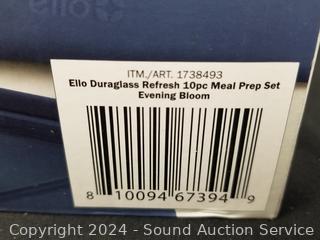 ello
ITM./ART. 1738493
Ello Duraglass Refresh 10pc Meal Prep Set
Evening Bloom
8 10094 67394 9
Copyright 2024 - Sound Auction Service